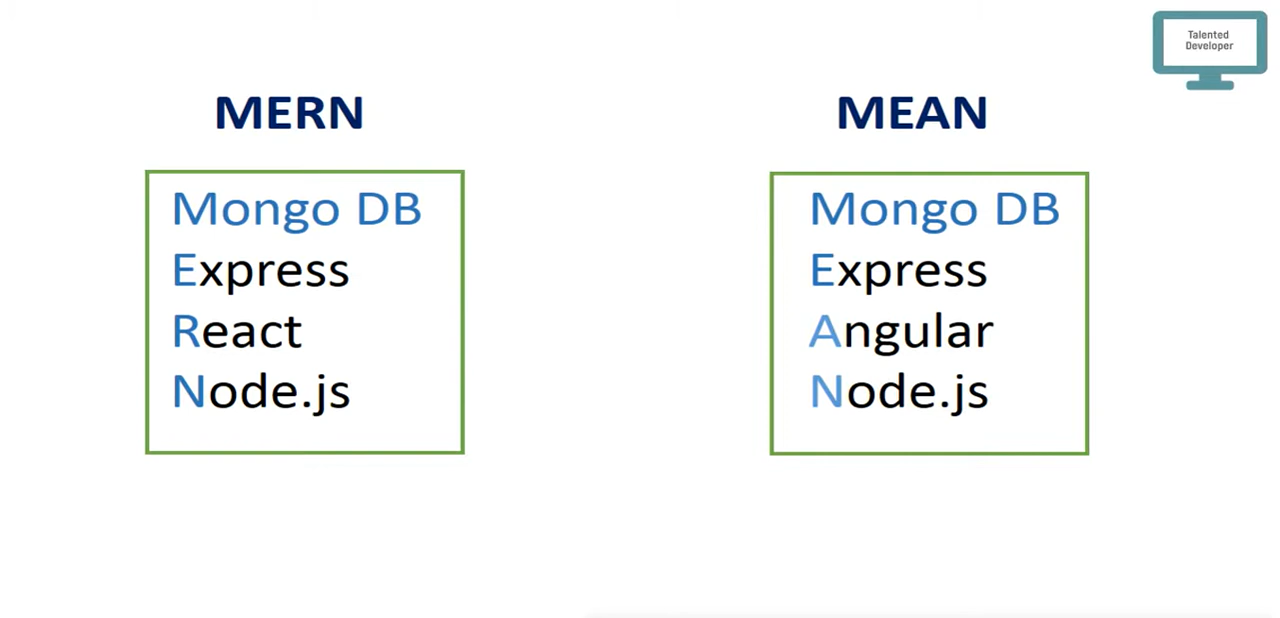 Talented
Developer
MERN
Mongo DB
Express
React
Node.js
MEAN
Mongo DB
Express
Angular
Node.js